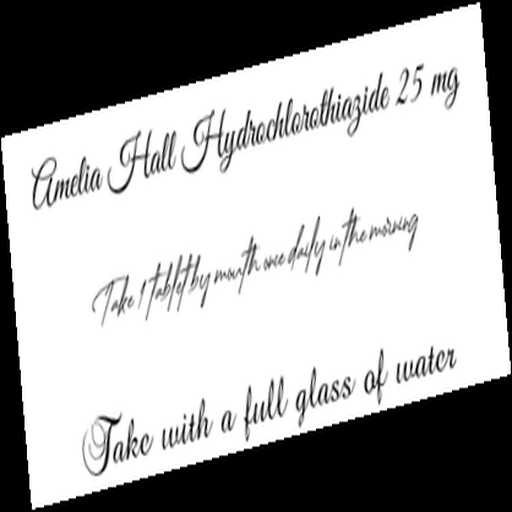 Amelia Hall Hydrochlorothiazide 25 mg
Take 1 tablet by mouth once daily in the morning
Take with a full glass of water